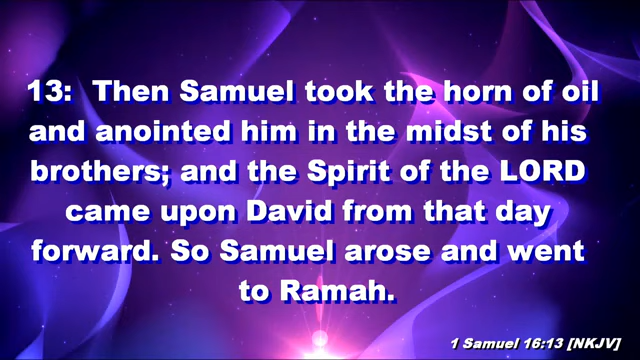 13:  Then Samuel took the horn of oil
and anointed him in the midst of his
brothers; and the Spirit of the LORD
came upon David from that day
forward. So Samuel arose and went
to Ramah.
1 Samuel 16:13 [NKJV]